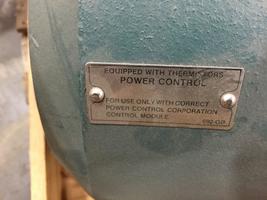 EQUIPPED WITH THERMISTORS
POWER CONTROL
FOR USE ONLY WITH CORRECT
POWER CONTROL CORPORATION
CONTROL MODULE